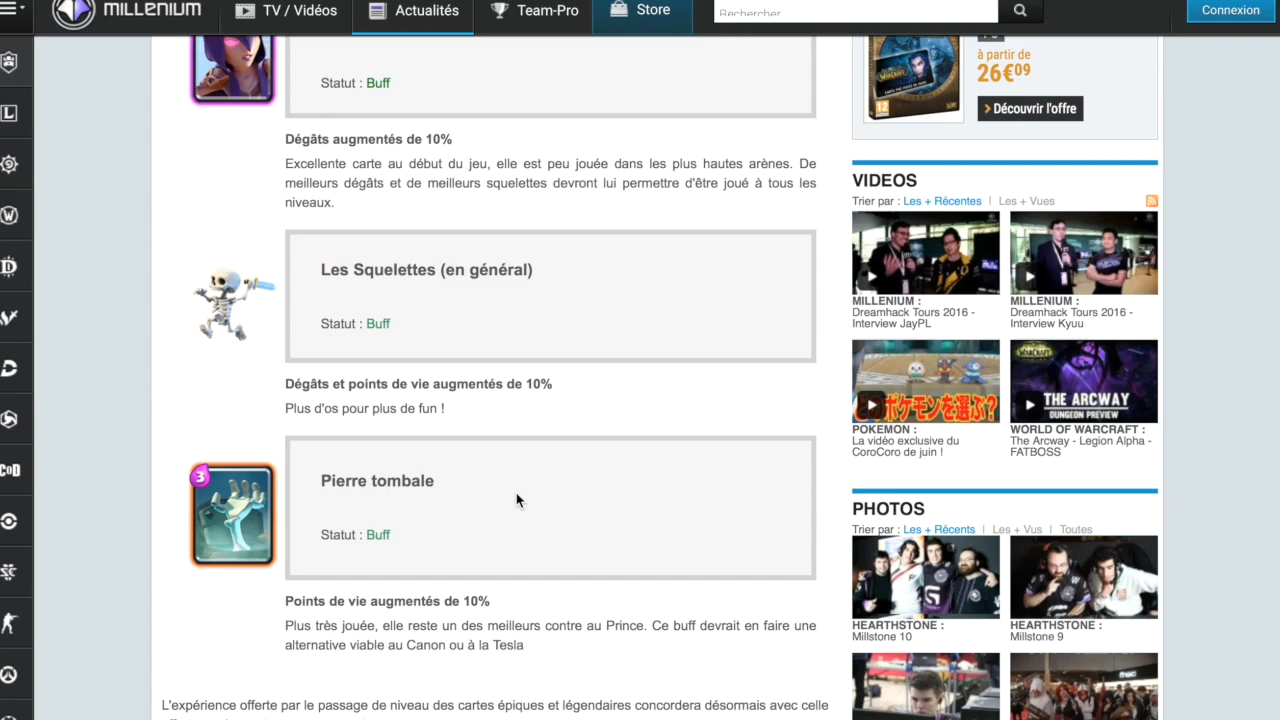 MILLENIUM
TV / Vidéos
Actualités
Team-Pro
Store
Rechercher
Connexion
Statut : Buff
Dégâts augmentés de 10%
Excellente carte au début du jeu, elle est peu jouée dans les plus hautes arènes. De
meilleurs dégâts et de meilleurs squelettes devront lui permettre d'être joué à tous les
niveaux.
Les Squelettes (en général)
Statut : Buff
Dégâts et points de vie augmentés de 10%
Plus d'os pour plus de fun !
3
Pierre tombale
Statut : Buff
Points de vie augmentés de 10%
Plus très jouée, elle reste un des meilleurs contre au Prince. Ce buff devrait en faire une
alternative viable au Canon ou à la Tesla
L'expérience offerte par le passage de niveau des cartes épiques et légendaires concordera désormais avec celle
à partir de
26€09
12
Découvrir l'offre
VIDEOS
Trier par : Les + Récentes | Les + Vues
MILLENIUM :
Dreamhack Tours 2016 -
Interview JayPL
MILLENIUM :
Dreamhack Tours 2016 -
Interview Kyuu
ポケモンを選ぶ?
POKEMON :
La vidéo exclusive du
CoroCoro de juin !
WARCRAFT
THE ARCWAY
DUNGEON PREVIEW
WORLD OF WARCRAFT :
The Arcway - Legion Alpha -
FATBOSS
PHOTOS
Trier par : Les + Récents | Les + Vus | Toutes
HEARTHSTONE :
Millstone 10
HEARTHSTONE :
Millstone 9
fnac
L
W
D
CoD